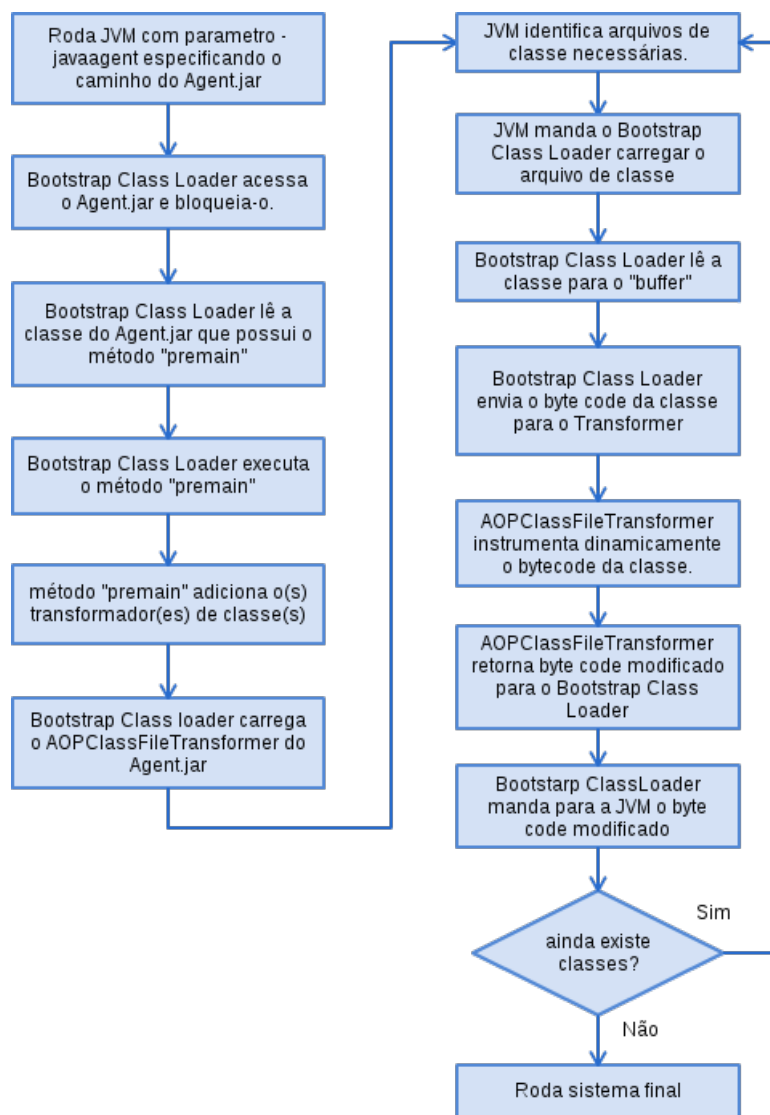 Roda JVM com parametro -
javaagent especificando o
caminho do Agent.jar
Bootstrap Class Loader acessa
o Agent.jar e bloqueia-o.
Bootstrap Class Loader lê a
classe do Agent.jar que possui o
método "premain"
Bootstrap Class Loader executa
o método "premain"
método "premain" adiciona o(s)
transformador(es) de classe(s)
Bootstrap Class loader carrega
o AOPClassFileTransformer do
Agent.jar
JVM identifica arquivos de
classe necessárias.
JVM manda o Bootstrap
Class Loader carregar o
arquivo de classe
Bootstrap Class Loader lê a
classe para o "buffer"
Bootstrap Class Loader
envia o byte code da classe
para o Transformer
AOPClassFileTransformer
instrumenta dinamicamente
o bytecode da classe.
AOPClassFileTransformer
retorna byte code modificado
para o Bootstrap Class
Loader
Bootstarp ClassLoader
manda para a JVM o byte
code modificado
ainda existe
classes?
Sim
Não
Roda sistema final